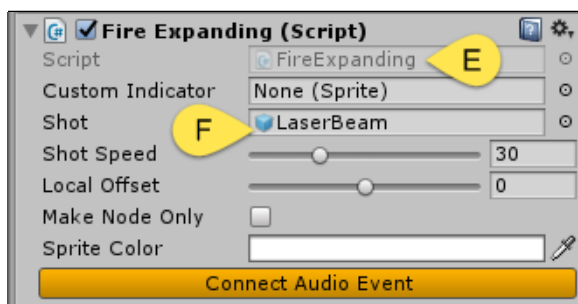 Fire Expanding (Script)
Script FireExpanding E
Custom Indicator None (Sprite)
Shot F LaserBeam
Shot Speed 30
Local Offset 0
Make Node Only
Sprite Color
Connect Audio Event